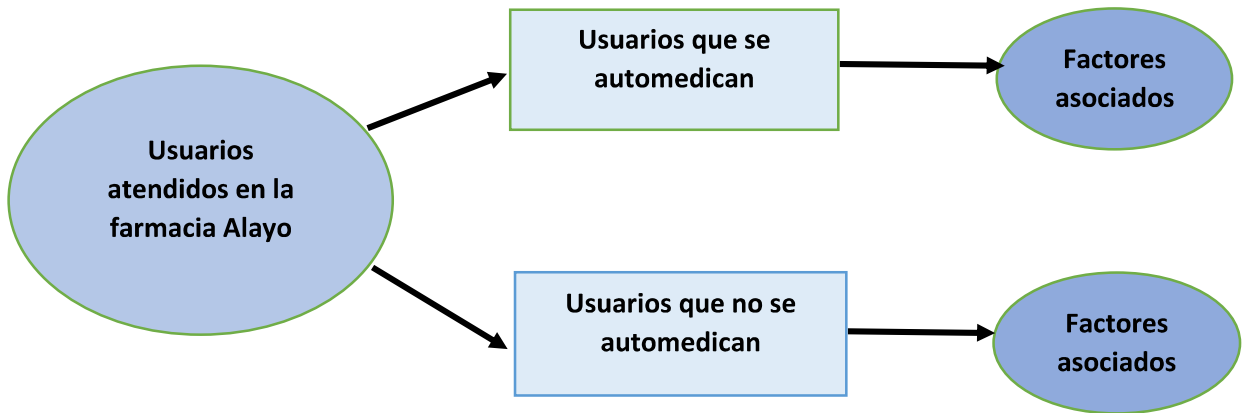 Usuarios que se
automedican
Factores
asociados
Usuarios
atendidos en la
farmacia Alayo
Usuarios que no se
automedican
Factores
asociados